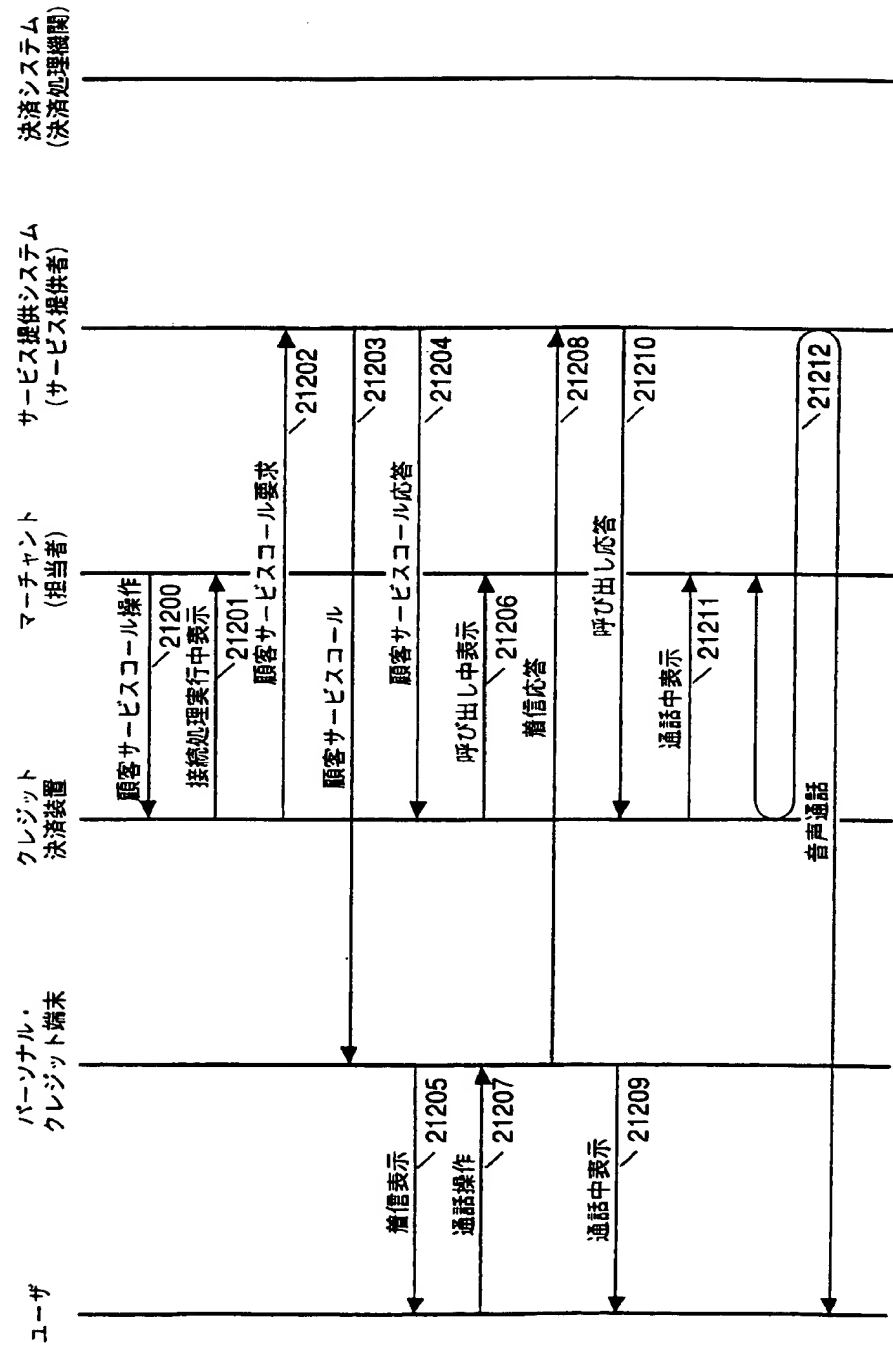 ユーザ
パーソナル・
クレジット端末
クレジット
決済装置
マーチャント
(担当者)
サービス提供システム
(サービス提供者)
決済システム
(決済処理機関)
顧客サービスコール操作
21200
接続処理実行中表示
21201
顧客サービスコール要求
21202
顧客サービスコール
21203
顧客サービスコール応答
21204
着信表示
21205
呼び出し中表示
21206
通話操作
21207
着信応答
21208
通話中表示
21209
呼び出し応答
21210
通話中表示
21211
音声通話
21212